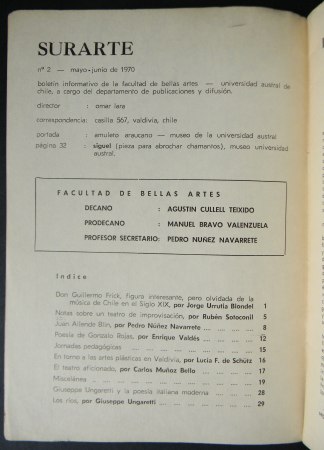 SURARTE
nº 2 — mayo-junio de 1970
boletín informativo de la facultad de bellas artes — universidad austral de
chile, a cargo del departamento de publicaciones y difusión.
director : omar lara
correspondencia: casilla 567, valdivia, chile
portada : amulero araucano — museo de la universidad austral
página 32 : siguel (pieza para abrochar chamantos), museo universidad
austral.
FACULTAD DE BELLAS ARTES
DECANO : AGUSTIN CULLELL TEIXIDO
PRODECANO : MANUEL BRAVO VALENZUELA
PROFESOR SECRETARIO: PEDRO NUÑEZ NAVARRETE
Indice
Don Guillermo Frick, figura interesante, pero olvidada de la
música de Chile en el Siglo XIX, por Jorge Urrutia Blondel 1
Notas sobre un teatro de improvisación, por Rubén Sotoconil 5
Juan Allende Blin, por Pedro Núñez Navarrete .... .... .... 8
Poesía de Gonzalo Rojas, por Enrique Valdés .... .... .... 12
Jornadas pedagógicas .... .... .... .... .... .... 15
En torno a las artes plásticas en Valdivia, por Lucía F. de Schütz 16
El teatro aficionado, por Carlos Muñoz Bello .... .... .... 17
Miscelánea .... .... .... .... .... .... .... 19
Giuseppe Ungaretti y la poesía italiana moderna .... .... 28
Los ríos, por Giuseppe Ungaretti .... .... .... .... 29